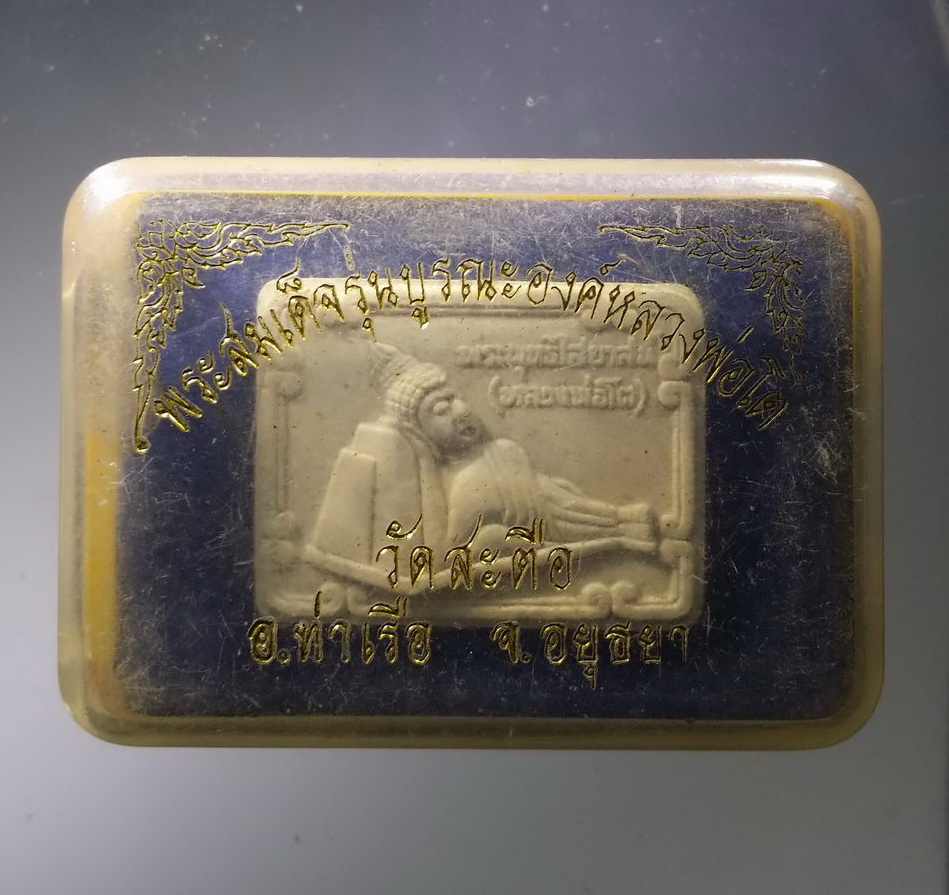 พระสมเด็จรุ่นบูรณะองค์หลวงพ่อโต
พระพุทธไสยาสน์
(หลวงพ่อโต)
วัดสะตือ
อ.ท่าเรือ จ.อยุธยา